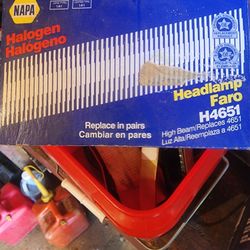 NAPA
Halogen
Halógeno
Headlamp
Faro
H4651
High Beam/Replaces 4651
Luz Alta/Reemplaza a 4651
Replace in pairs
Cambiar en pares